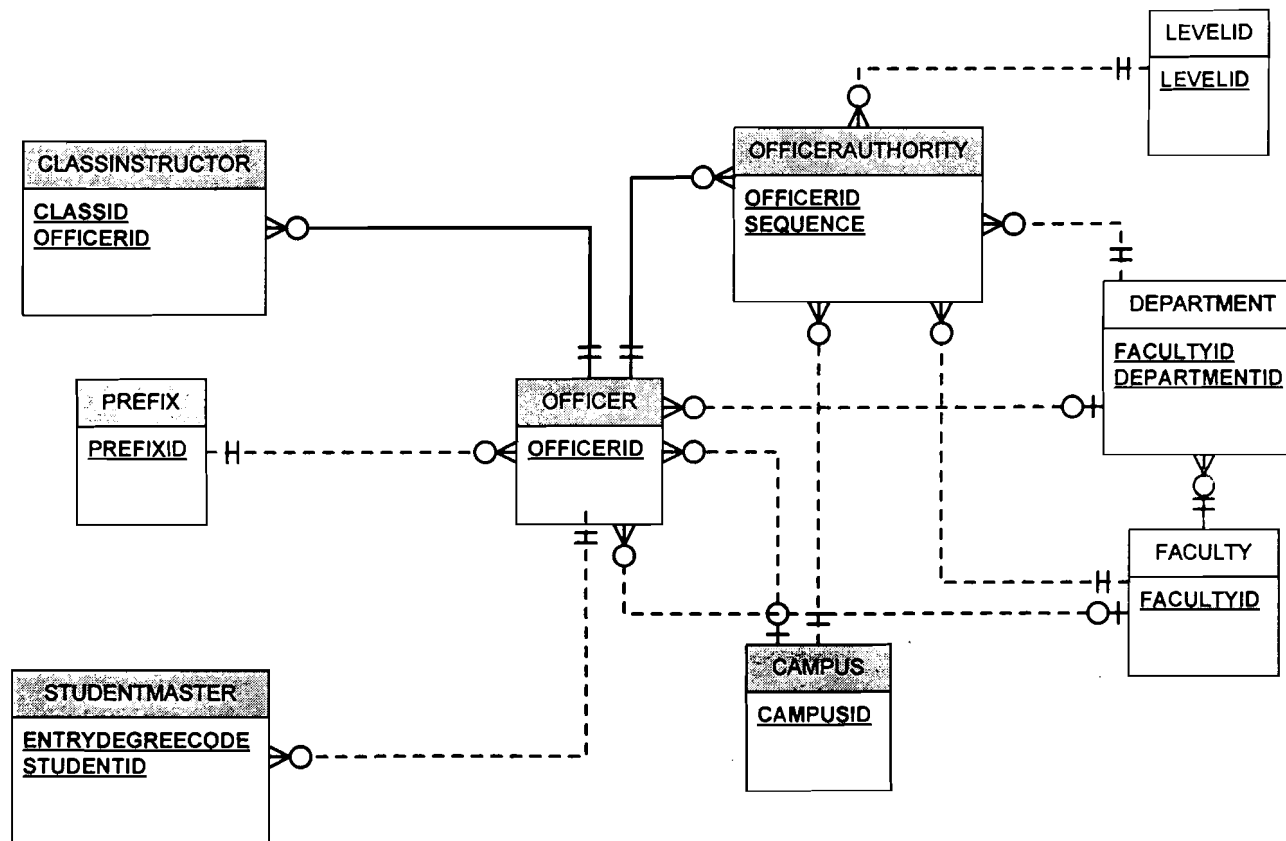 LEVELID
LEVELID
CLASSINSTRUCTOR
CLASSID
OFFICERID
OFFICERAUTHORITY
OFFICERID
SEQUENCE
DEPARTMENT
FACULTYID
DEPARTMENTID
PREFIX
PREFIXID
OFFICER
OFFICERID
FACULTY
FACULTYID
STUDENTMASTER
ENTRYDEGREECODE
STUDENTID
CAMPUS
CAMPUSID